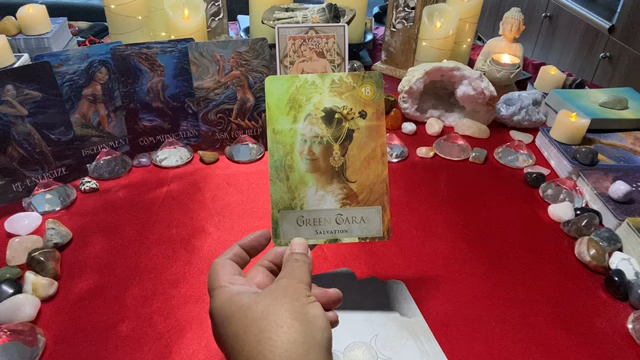 RE-ENERGIZE
DISCERNMENT
COMMUNICATION
ASK FOR HELP
18
GREEN TARA
SALVATION